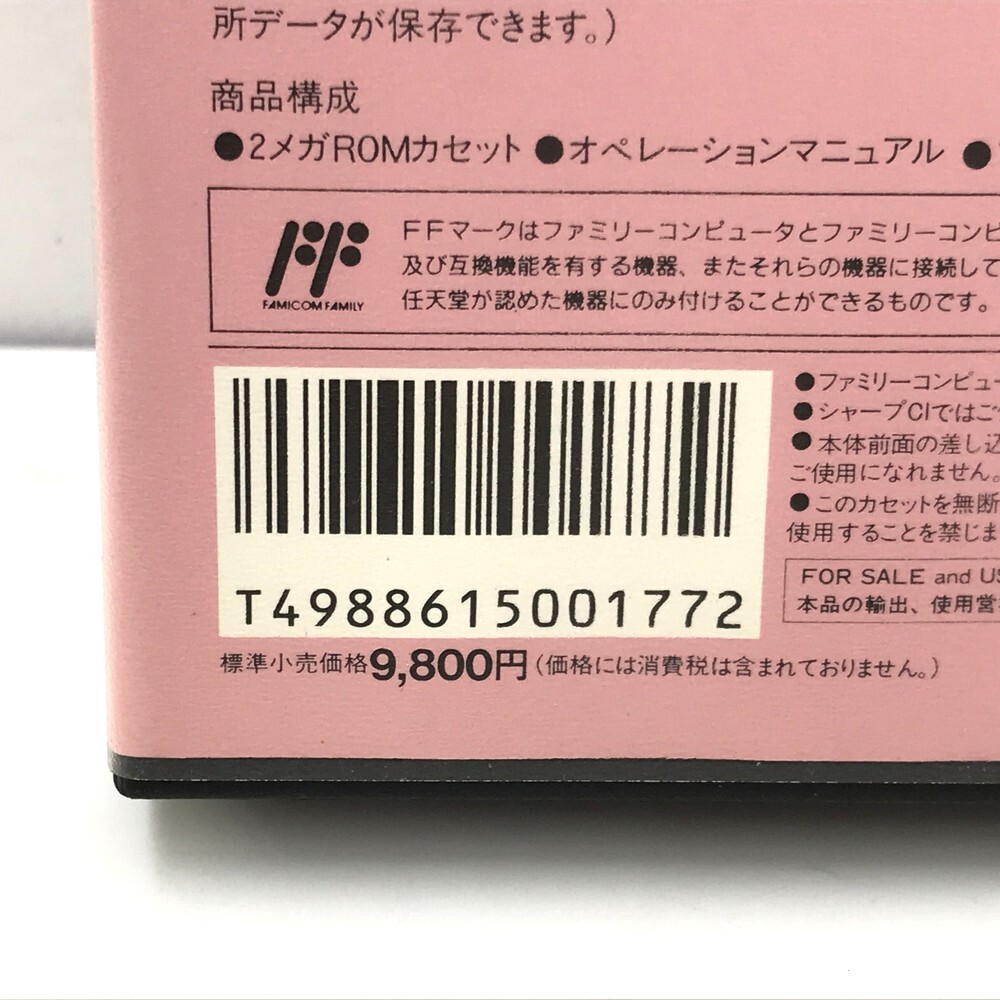 所データが保存できます。)
商品構成
●2メガROMカセット ●オペレーションマニュアル ●
FFマークはファミリーコンピュータとファミリーコンピ
及び互換機能を有する機器、またそれらの機器に接続して
任天堂が認めた機器にのみ付けることができるものです。
FF
FAMICOM FAMILY
●ファミリーコンピュー
●シャープCIではご
●本体前面の差し込
ご使用になれません。
●このカセットを無断
使用することを禁じま
FOR SALE and US
本品の輸出、使用営
T4988615001772
標準小売価格9,800円(価格には消費税は含まれておりません。)